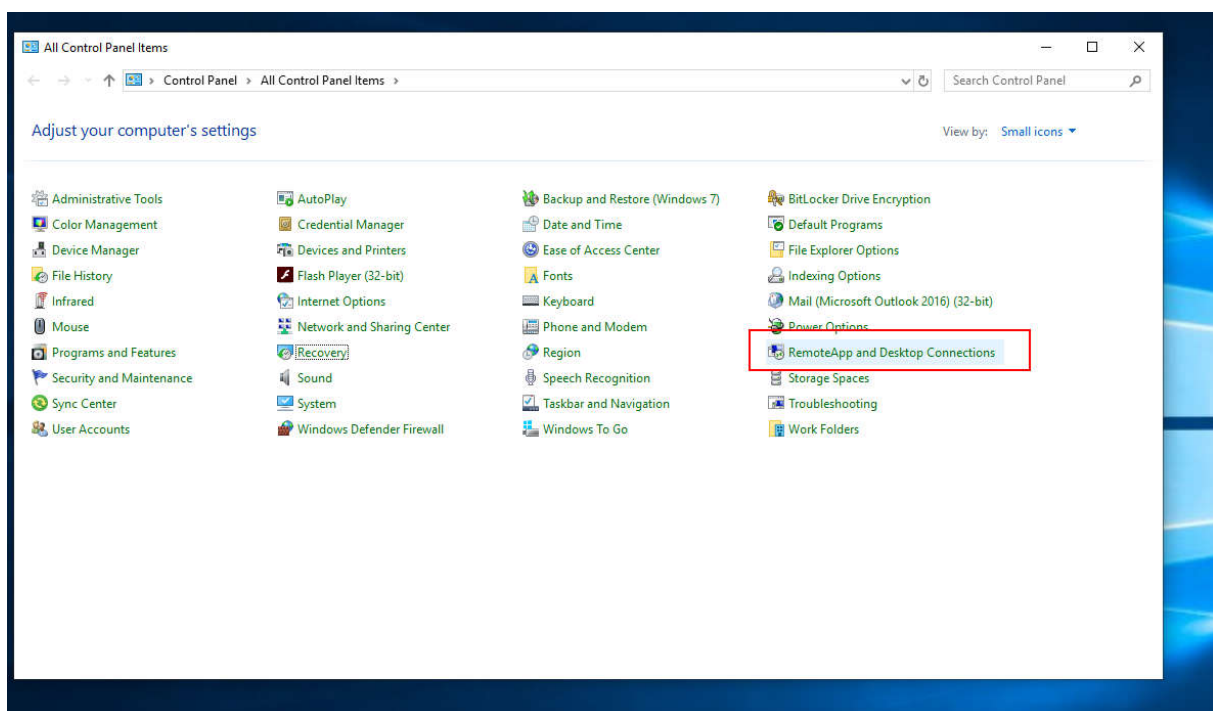 All Control Panel Items
Control Panel > All Control Panel Items >
Search Control Panel
Adjust your computer's settings
View by: Small icons
Administrative Tools AutoPlay Backup and Restore (Windows 7) BitLocker Drive Encryption
Color Management Credential Manager Date and Time Default Programs
Device Manager Devices and Printers Ease of Access Center File Explorer Options
File History Flash Player (32-bit) Fonts Indexing Options
Infrared Internet Options Keyboard Mail (Microsoft Outlook 2016) (32-bit)
Mouse Network and Sharing Center Phone and Modem Power Options
Programs and Features Recovery Region RemoteApp and Desktop Connections
Security and Maintenance Sound Speech Recognition Storage Spaces
Sync Center System Taskbar and Navigation Troubleshooting
User Accounts Windows Defender Firewall Windows To Go Work Folders